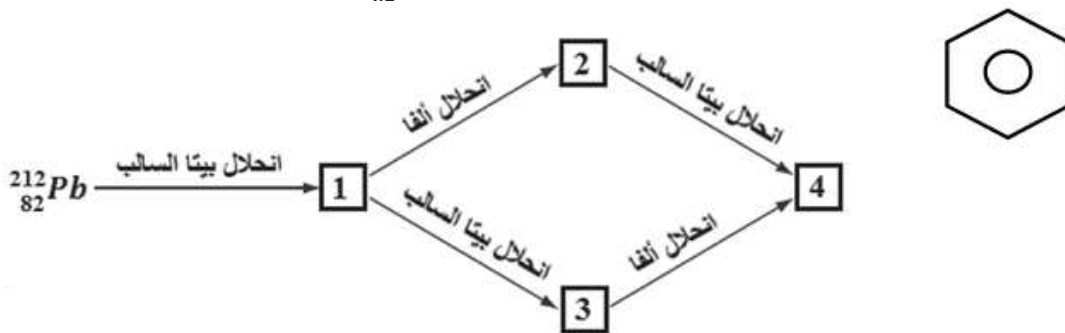 2
انحلال ألفا
انحلال بيتا السالب
انحلال بيتا السالب
²¹²₈₂Pb
1
4
انحلال بيتا السالب
انحلال ألفا
3